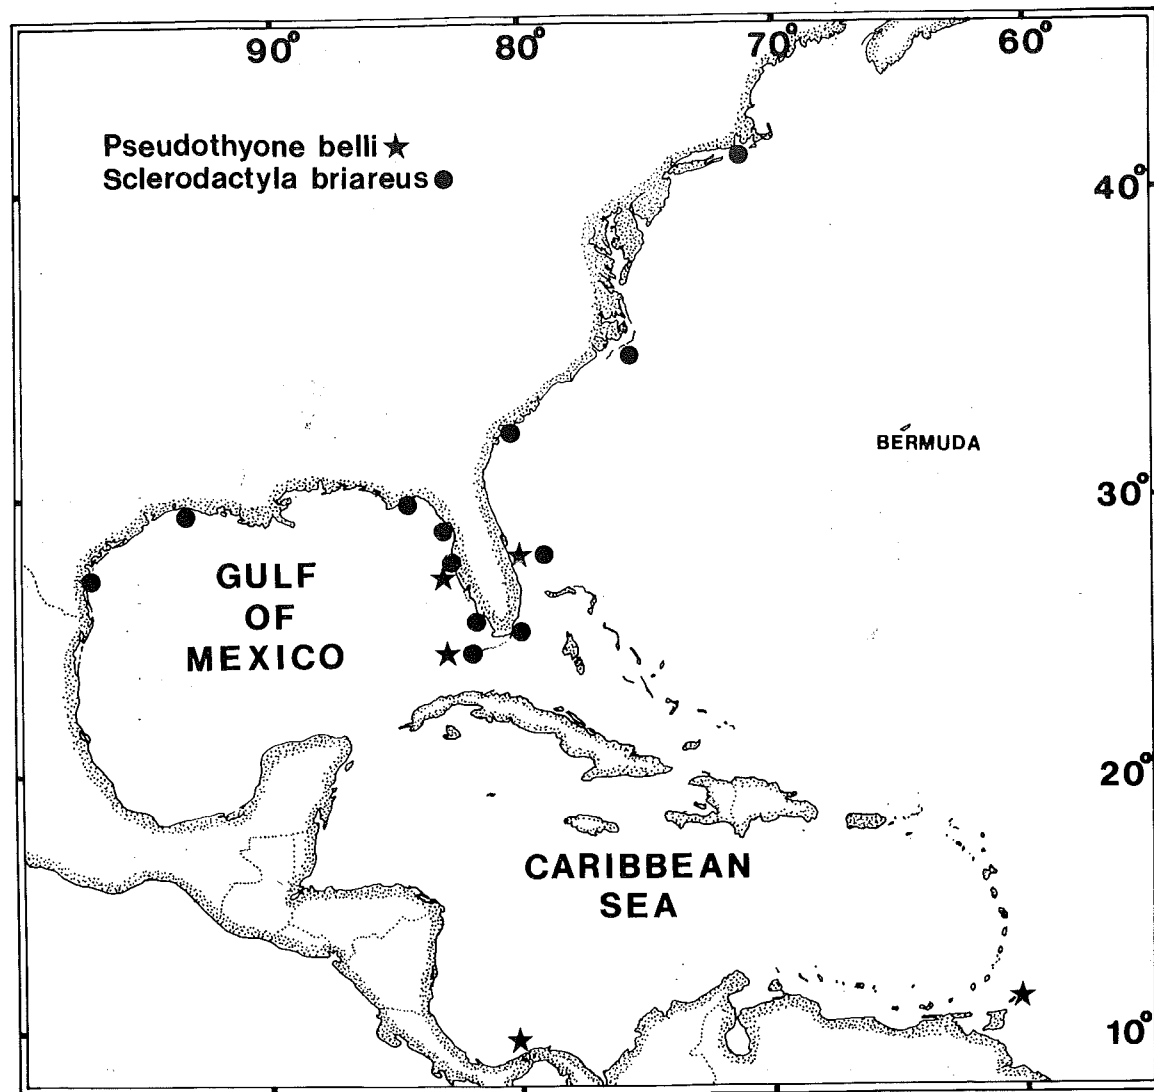 90° 80° 70° 60°
Pseudothyone belli
Sclerodactyla briareus
40°
BERMUDA
30°
GULF
OF
MEXICO
20°
CARIBBEAN
SEA
10°